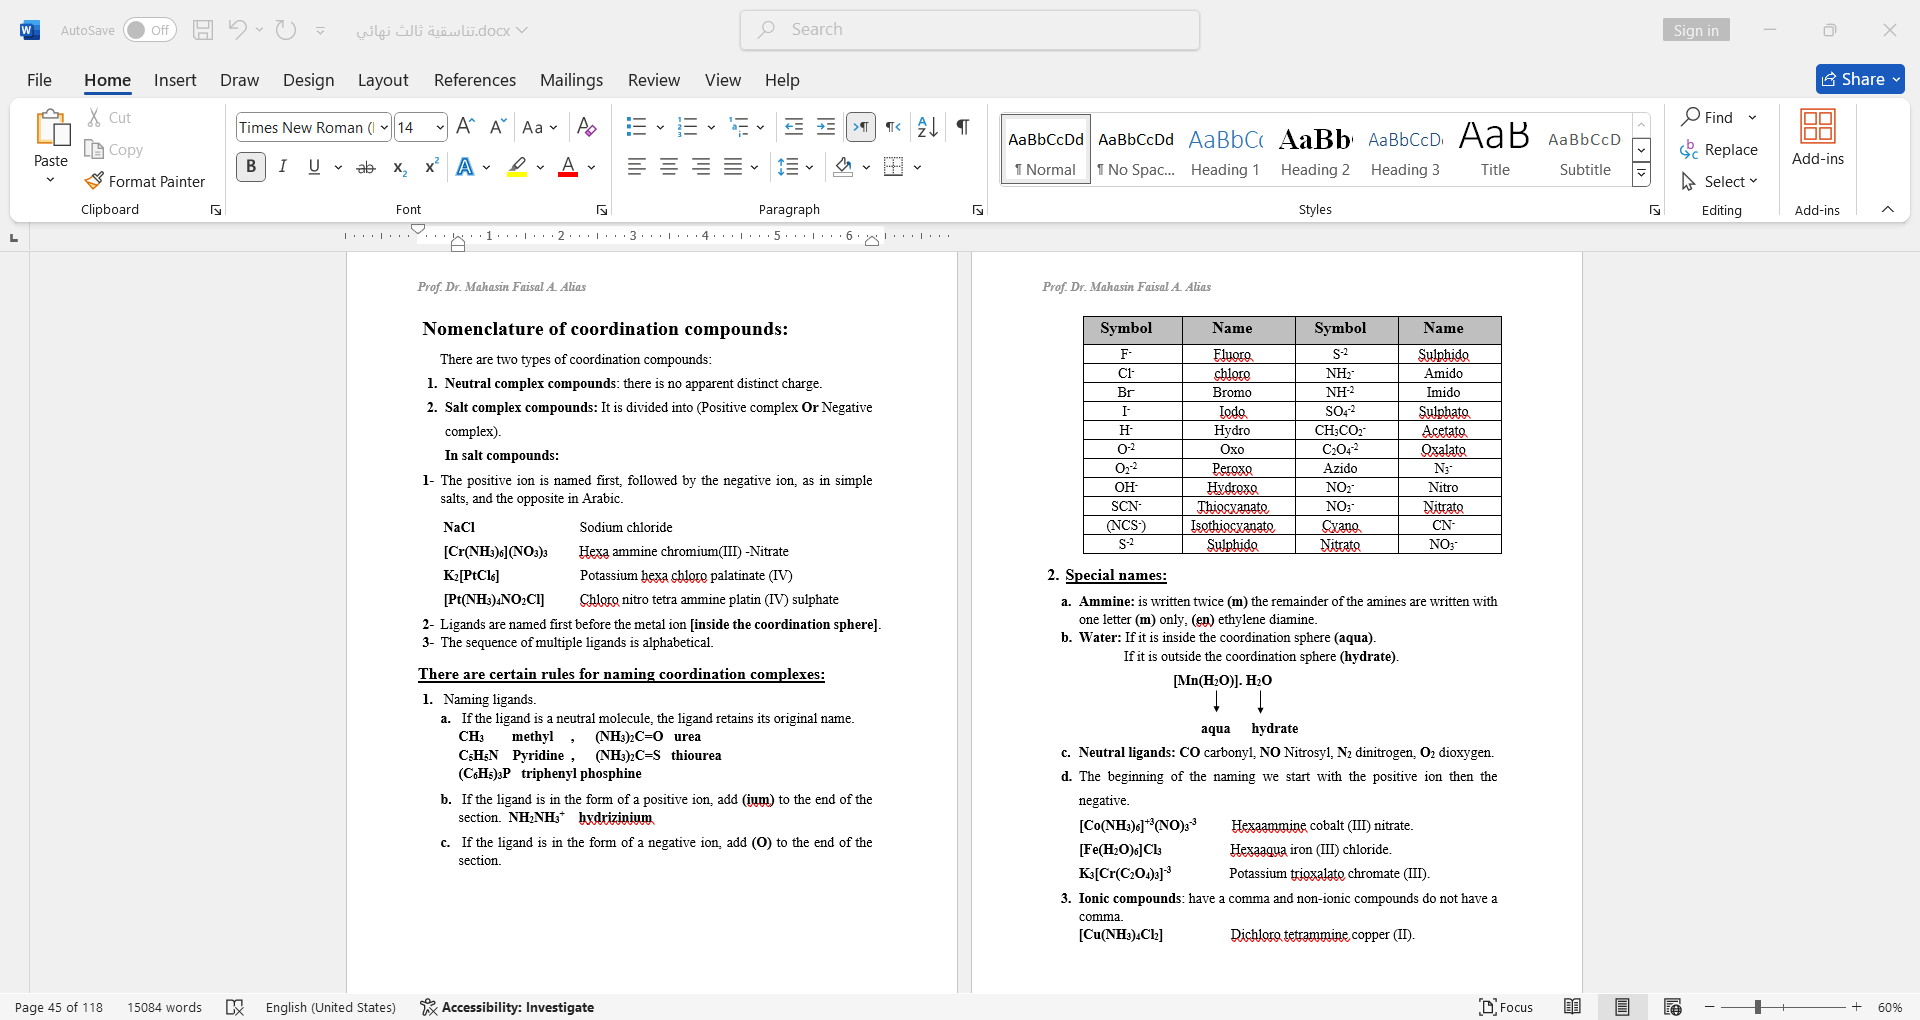 AutoSave Off تناسقية ثالث نهائي.docx Search Sign in
File Home Insert Draw Design Layout References Mailings Review View Help Share
Paste Cut Copy Format Painter Clipboard
Times New Roman ( 14 Font
Paragraph
AaBbCcDd AaBbCcDd AaBbCc AaBb AaBbCcD AaB AaBbCcD
¶ Normal ¶ No Spac... Heading 1 Heading 2 Heading 3 Title Subtitle
Styles
Find Replace Select Editing
Add-ins Add-ins
1 2 3 4 5 6
Prof. Dr. Mahasin Faisal A. Alias
Nomenclature of coordination compounds:
There are two types of coordination compounds:
1. Neutral complex compounds: there is no apparent distinct charge.
2. Salt complex compounds: It is divided into (Positive complex Or Negative
complex).
In salt compounds:
1- The positive ion is named first, followed by the negative ion, as in simple
salts, and the opposite in Arabic.
NaCl Sodium chloride
[Cr(NH₃)₆](NO₃)₃ Hexa ammine chromium(III) -Nitrate
K₂[PtCl₆] Potassium hexa chloro palatinate (IV)
[Pt(NH₃)₄NO₂Cl] Chloro nitro tetra ammine platin (IV) sulphate
2- Ligands are named first before the metal ion [inside the coordination sphere].
3- The sequence of multiple ligands is alphabetical.
There are certain rules for naming coordination complexes:
1. Naming ligands.
a. If the ligand is a neutral molecule, the ligand retains its original name.
CH₃ methyl , (NH₃)₂C=O urea
C₅H₅N Pyridine , (NH₃)₂C=S thiourea
(C₆H₅)₃P triphenyl phosphine
b. If the ligand is in the form of a positive ion, add (ium) to the end of the
section. NH₂NH₃⁺ hydrizinium
c. If the ligand is in the form of a negative ion, add (O) to the end of the
section.
Prof. Dr. Mahasin Faisal A. Alias
Symbol Name Symbol Name
F⁻ Fluoro S⁻² Sulphido
Cl⁻ chloro NH₂⁻ Amido
Br⁻ Bromo NH⁻² Imido
I⁻ Iodo SO₄⁻² Sulphato
H⁻ Hydro CH₃CO₂⁻ Acetato
O⁻² Oxo C₂O₄⁻² Oxalato
O₂⁻² Peroxo Azido N₃⁻
OH⁻ Hydroxo NO₂⁻ Nitro
SCN⁻ Thiocyanato NO₃⁻ Nitrato
(NCS⁻) Isothiocyanato Cyano CN⁻
S⁻² Sulphido Nitrato NO₃⁻
2. Special names:
a. Ammine: is written twice (m) the remainder of the amines are written with
one letter (m) only, (en) ethylene diamine.
b. Water: If it is inside the coordination sphere (aqua).
If it is outside the coordination sphere (hydrate).
[Mn(H₂O)]. H₂O
aqua hydrate
c. Neutral ligands: CO carbonyl, NO Nitrosyl, N₂ dinitrogen, O₂ dioxygen.
d. The beginning of the naming we start with the positive ion then the
negative.
[Co(NH₃)₆]⁺³(NO)₃⁻³ Hexaammine cobalt (III) nitrate.
[Fe(H₂O)₆]Cl₃ Hexaaqua iron (III) chloride.
K₃[Cr(C₂O₄)₃]⁻³ Potassium trioxalato chromate (III).
3. Ionic compounds: have a comma and non-ionic compounds do not have a
comma.
[Cu(NH₃)₄Cl₂] Dichloro tetrammine copper (II).
Page 45 of 118 15084 words English (United States) Accessibility: Investigate Focus 60%